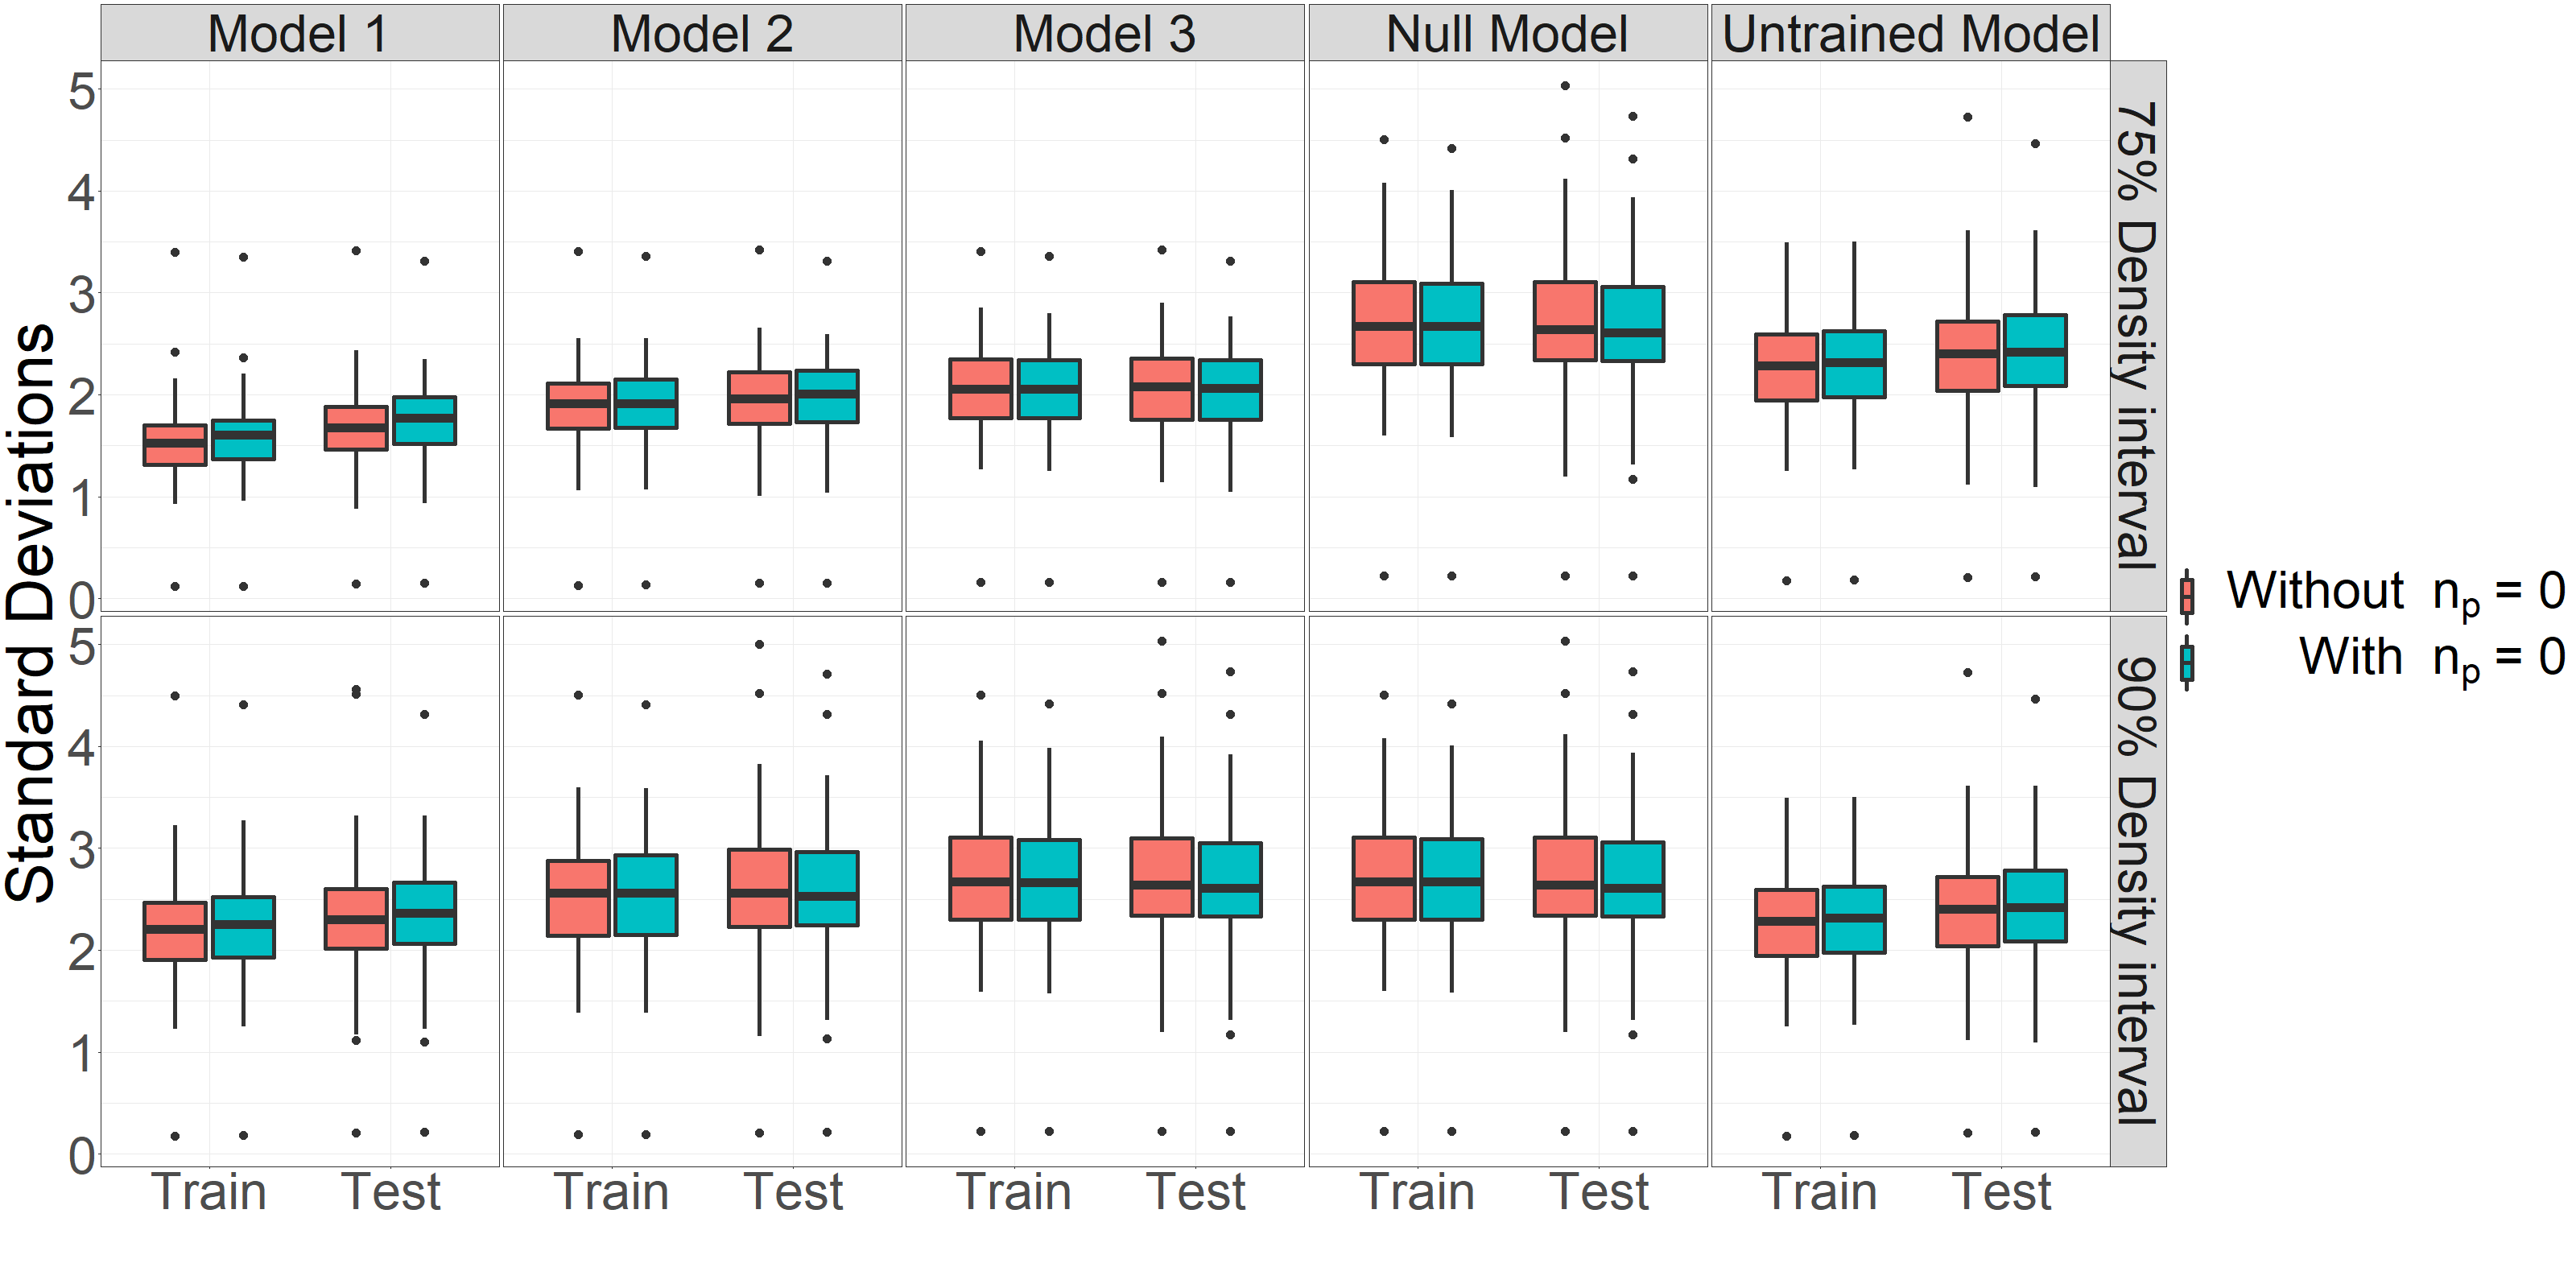 Model 1 Model 2 Model 3 Null Model Untrained Model
Standard Deviations
5
4
3
2
1
0
75% Density interval
5
4
3
2
1
0
90% Density interval
Train Test Train Test Train Test Train Test Train Test
Without np = 0
With np = 0